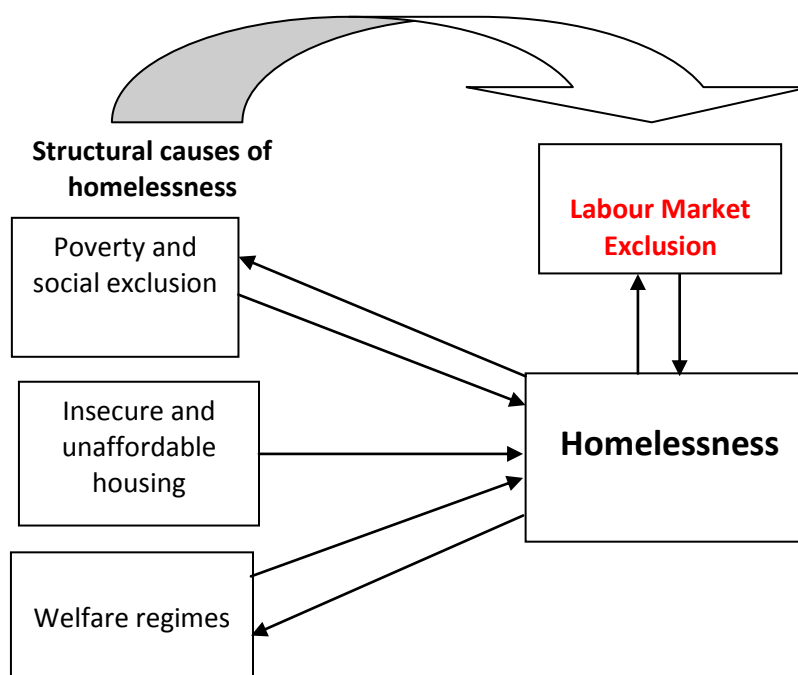 Structural causes of
homelessness
Poverty and
social exclusion
Insecure and
unaffordable
housing
Welfare regimes
Labour Market
Exclusion
Homelessness